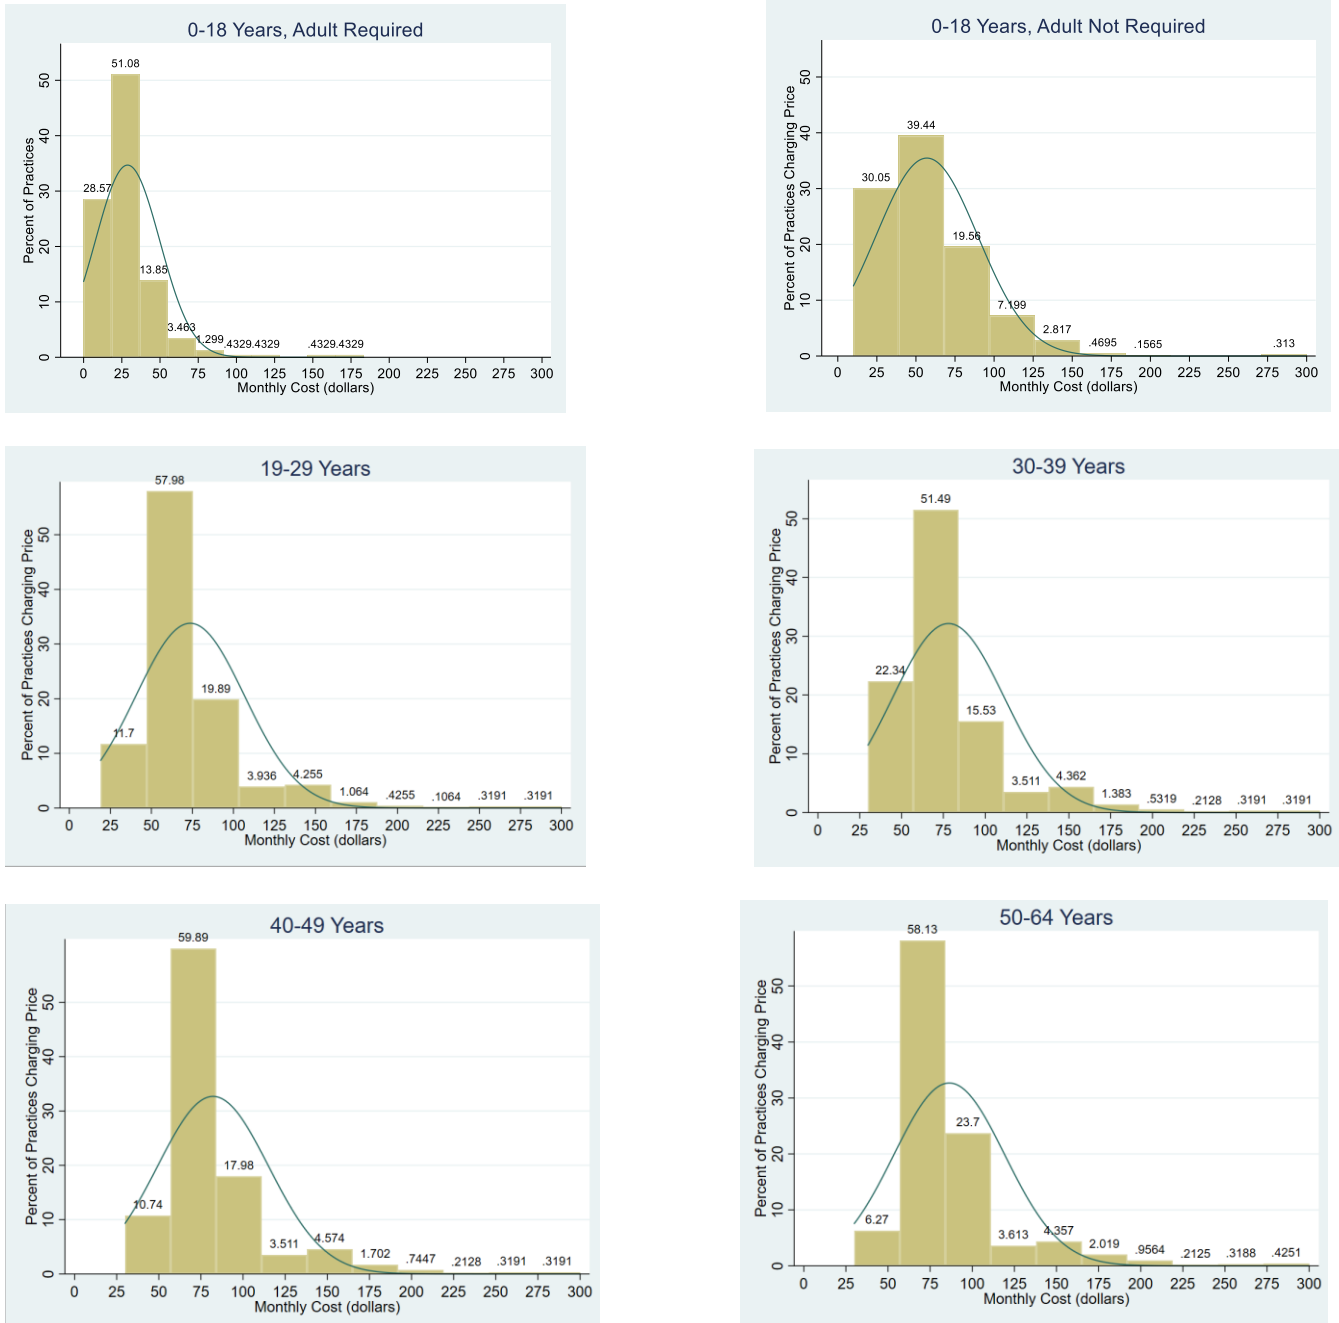 0-18 Years, Adult Required
Percent of Practices
0 10 20 30 40 50
28.57 51.08 13.85 3.463 1.299 .4329 .4329 .4329 .4329
0 25 50 75 100 125 150 175 200 225 250 275 300
Monthly Cost (dollars)
0-18 Years, Adult Not Required
Percent of Practices Charging Price
0 10 20 30 40 50
30.05 39.44 19.56 7.199 2.817 .4695 .1565 .313
0 25 50 75 100 125 150 175 200 225 250 275 300
Monthly Cost (dollars)
19-29 Years
Percent of Practices Charging Price
0 10 20 30 40 50
11.7 57.98 19.89 3.936 4.255 1.064 .4255 .1064 .3191 .3191
0 25 50 75 100 125 150 175 200 225 250 275 300
Monthly Cost (dollars)
30-39 Years
Percent of Practices Charging Price
0 10 20 30 40 50
22.34 51.49 15.53 3.511 4.362 1.383 .5319 .2128 .3191 .3191
0 25 50 75 100 125 150 175 200 225 250 275 300
Monthly Cost (dollars)
40-49 Years
Percent of Practices Charging Price
0 10 20 30 40 50
10.74 59.89 17.98 3.511 4.574 1.702 .7447 .2128 .3191 .3191
0 25 50 75 100 125 150 175 200 225 250 275 300
Monthly Cost (dollars)
50-64 Years
Percent of Practices Charging Price
0 10 20 30 40 50
6.27 58.13 23.7 3.613 4.357 2.019 .9564 .2125 .3188 .4251
0 25 50 75 100 125 150 175 200 225 250 275 300
Monthly Cost (dollars)